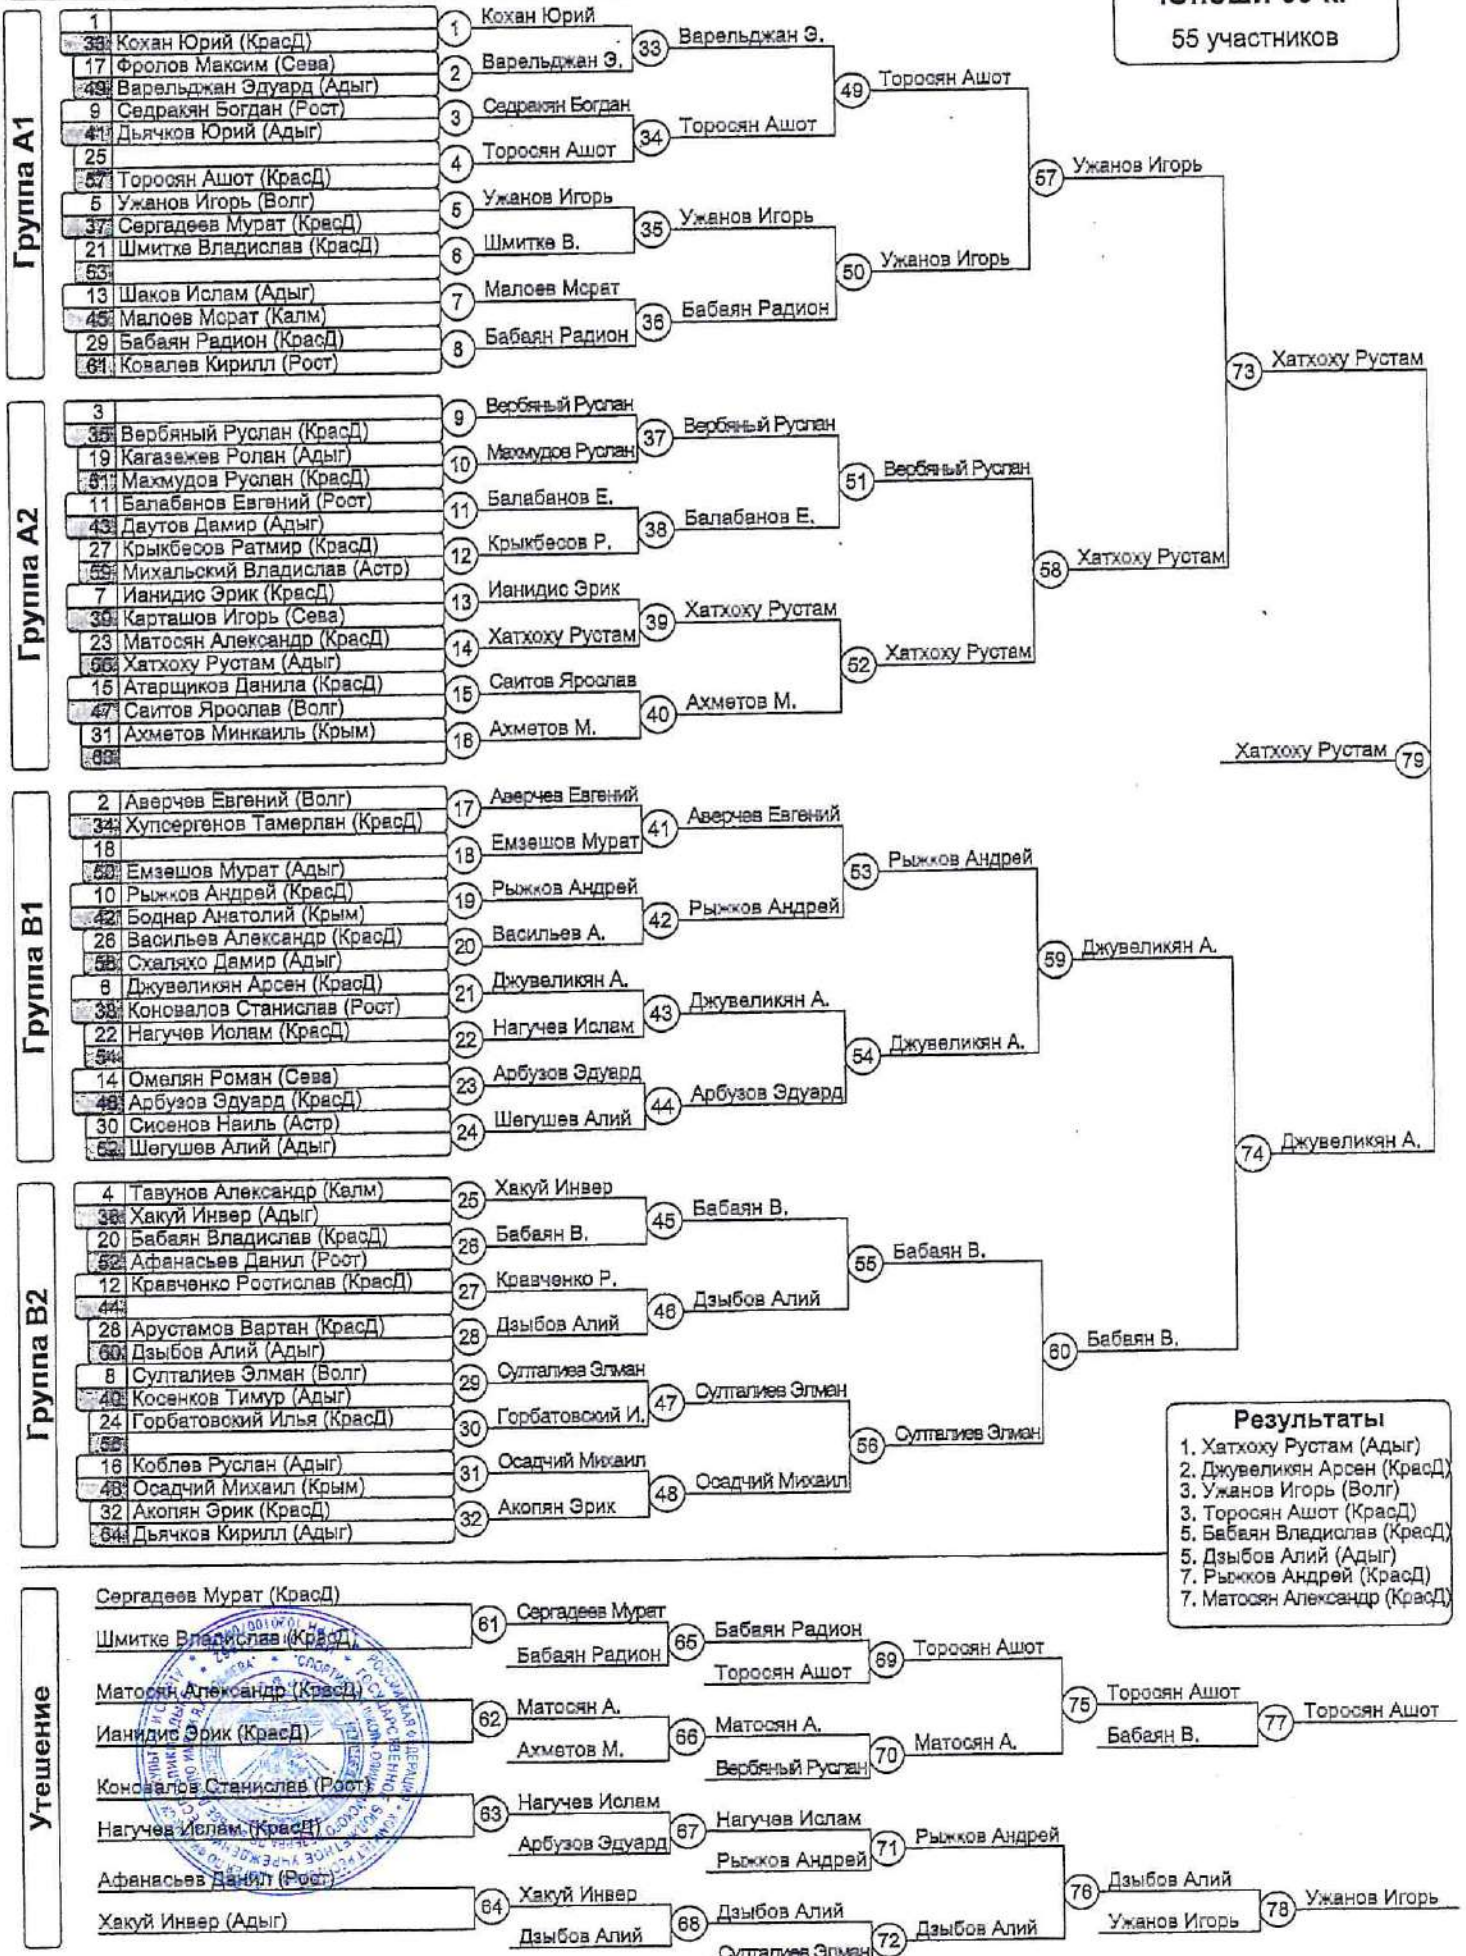 55 участников
Группа А1
1
33 Кохан Юрий (КрасД)
17 Фролов Максим (Сева)
49 Варельджан Эдуард (Адыг)
9 Седракян Богдан (Рост)
41 Дьячков Юрий (Адыг)
25
57 Торосян Ашот (КрасД)
5 Ужанов Игорь (Волг)
37 Сергадеев Мурат (КрасД)
21 Шмитке Владислав (КрасД)
53
13 Шаков Ислам (Адыг)
45 Малоев Мсрат (Калм)
29 Бабаян Радион (КрасД)
61 Ковалев Кирилл (Рост)
1 Кохан Юрий
2 Варельджан Э.
3 Седракян Богдан
4 Торосян Ашот
5 Ужанов Игорь
6 Шмитке В.
7 Малоев Мсрат
8 Бабаян Радион
33 Варельджан Э.
34 Торосян Ашот
35 Ужанов Игорь
36 Бабаян Радион
49 Торосян Ашот
50 Ужанов Игорь
57 Ужанов Игорь
Группа А2
3
35 Вербяный Руслан (КрасД)
19 Кагазежев Ролан (Адыг)
51 Махмудов Руслан (КрасД)
11 Балабанов Евгений (Рост)
43 Даутов Дамир (Адыг)
27 Крыкбесов Ратмир (КрасД)
59 Михальский Владислав (Астр)
7 Ианидис Эрик (КрасД)
39 Карташов Игорь (Сева)
23 Матосян Александр (КрасД)
55 Хатхоху Рустам (Адыг)
15 Атарщиков Данила (КрасД)
47 Саитов Ярослав (Волг)
31 Ахметов Минкаиль (Крым)
63
9 Вербяный Руслан
10 Махмудов Руслан
11 Балабанов Е.
12 Крыкбесов Р.
13 Ианидис Эрик
14 Хатхоху Рустам
15 Саитов Ярослав
16 Ахметов М.
37 Вербяный Руслан
38 Балабанов Е.
39 Хатхоху Рустам
40 Ахметов М.
51 Вербяный Руслан
52 Хатхоху Рустам
58 Хатхоху Рустам
73 Хатхоху Рустам
Хатхоху Рустам 79
Группа В1
2 Аверчев Евгений (Волг)
34 Хупсергенов Тамерлан (КрасД)
18
50 Емзешов Мурат (Адыг)
10 Рыжков Андрей (КрасД)
42 Боднар Анатолий (Крым)
26 Васильев Александр (КрасД)
58 Схаляхо Дамир (Адыг)
6 Джувеликян Арсен (КрасД)
38 Коновалов Станислав (Рост)
22 Нагучев Ислам (КрасД)
54
14 Омелян Роман (Сева)
46 Арбузов Эдуард (КрасД)
30 Сисенов Наиль (Астр)
62 Шегушев Алий (Адыг)
17 Аверчев Евгений
18 Емзешов Мурат
19 Рыжков Андрей
20 Васильев А.
21 Джувеликян А.
22 Нагучев Ислам
23 Арбузов Эдуард
24 Шегушев Алий
41 Аверчев Евгений
42 Рыжков Андрей
43 Джувеликян А.
44 Арбузов Эдуард
53 Рыжков Андрей
54 Джувеликян А.
59 Джувеликян А.
74 Джувеликян А.
Группа В2
4 Тавунов Александр (Калм)
36 Хакуй Инвер (Адыг)
20 Бабаян Владислав (КрасД)
52 Афанасьев Данил (Рост)
12 Кравченко Ростислав (КрасД)
44
28 Арустамов Вартан (КрасД)
60 Дзыбов Алий (Адыг)
8 Султалиев Элман (Волг)
40 Косенков Тимур (Адыг)
24 Горбатовский Илья (КрасД)
56
16 Коблев Руслан (Адыг)
48 Осадчий Михаил (Крым)
32 Акопян Эрик (КрасД)
64 Дьячков Кирилл (Адыг)
25 Хакуй Инвер
26 Бабаян В.
27 Кравченко Р.
28 Дзыбов Алий
29 Султалиев Элман
30 Горбатовский И.
31 Осадчий Михаил
32 Акопян Эрик
45 Бабаян В.
46 Дзыбов Алий
47 Султалиев Элман
48 Осадчий Михаил
55 Бабаян В.
56 Султалиев Элман
60 Бабаян В.
Результаты
1. Хатхоху Рустам (Адыг)
2. Джувеликян Арсен (КрасД)
3. Ужанов Игорь (Волг)
3. Торосян Ашот (КрасД)
5. Бабаян Владислав (КрасД)
5. Дзыбов Алий (Адыг)
7. Рыжков Андрей (КрасД)
7. Матосян Александр (КрасД)
Утешение
Сергадеев Мурат (КрасД)
Шмитке Владислав (КрасД)
Матосян Александр (КрасД)
Ианидис Эрик (КрасД)
Коновалов Станислав (Рост)
Нагучев Ислам (КрасД)
Афанасьев Данил (Рост)
Хакуй Инвер (Адыг)
61 Сергадеев Мурат
Бабаян Радион
62 Матосян А.
Ахметов М.
63 Нагучев Ислам
Арбузов Эдуард
64 Хакуй Инвер
Дзыбов Алий
65 Бабаян Радион
Торосян Ашот
66 Матосян А.
Вербяный Руслан
67 Нагучев Ислам
Рыжков Андрей
68 Дзыбов Алий
Султалиев Элман
69 Торосян Ашот
70 Матосян А.
71 Рыжков Андрей
72 Дзыбов Алий
75 Торосян Ашот
Бабаян В.
76 Дзыбов Алий
Ужанов Игорь
77 Торосян Ашот
78 Ужанов Игорь